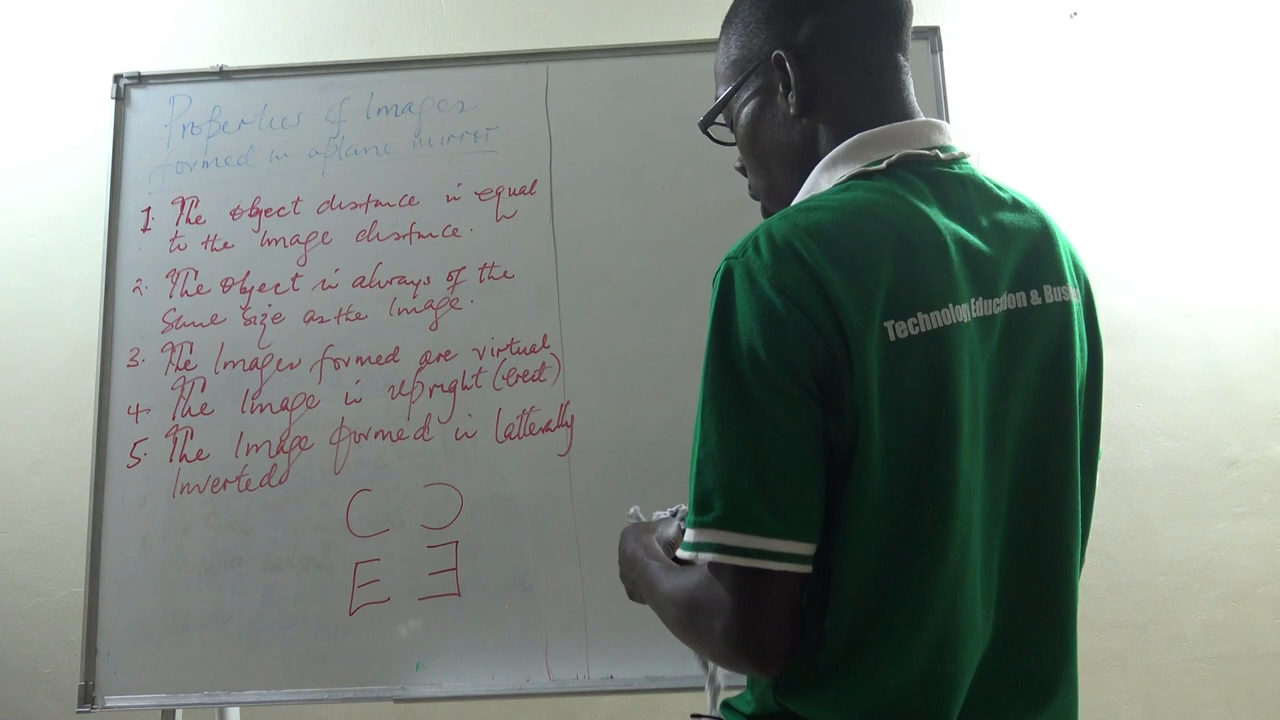 Properties of Images
formed in a plane mirror
1. The object distance is equal
to the Image distance.
2. The object is always of the
same size as the Image.
3. The Images formed are virtual
4. The Image is upright (erect)
5. The Image formed is latterally
Inverted
C Ɔ
E Ǝ
Technology Education & Bus